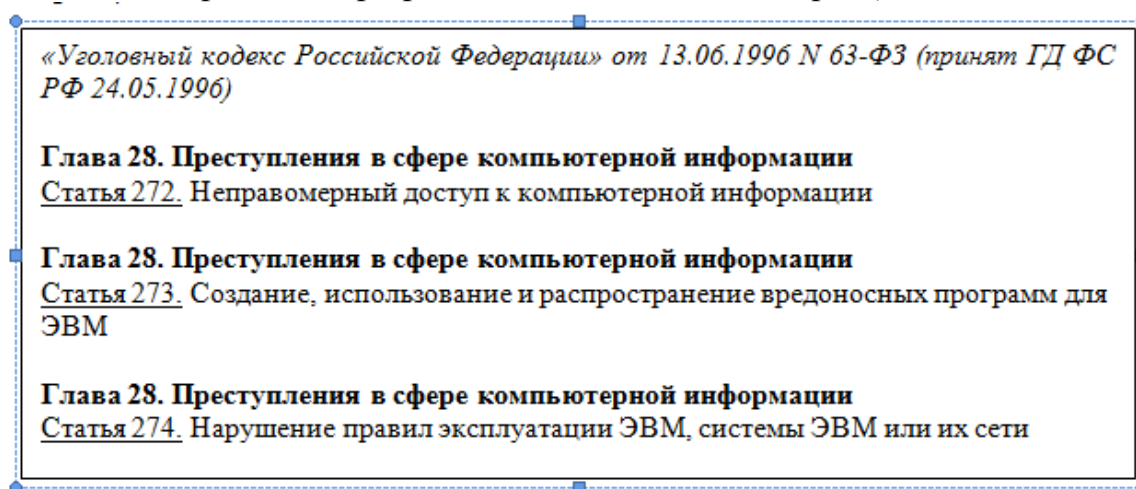 «Уголовный кодекс Российской Федерации» от 13.06.1996 N 63-ФЗ (принят ГД ФС
РФ 24.05.1996)
Глава 28. Преступления в сфере компьютерной информации
Статья 272. Неправомерный доступ к компьютерной информации
Глава 28. Преступления в сфере компьютерной информации
Статья 273. Создание, использование и распространение вредоносных программ для
ЭВМ
Глава 28. Преступления в сфере компьютерной информации
Статья 274. Нарушение правил эксплуатации ЭВМ, системы ЭВМ или их сети